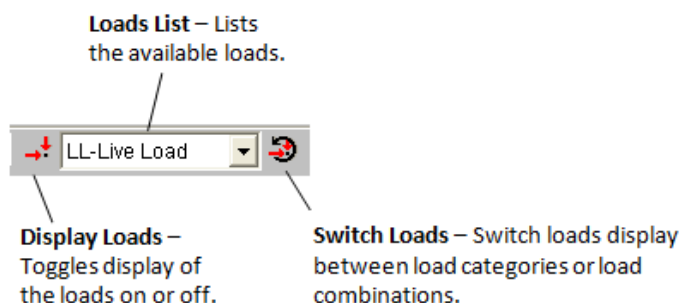 Loads List – Lists
the available loads.
LL-Live Load
Display Loads –
Toggles display of
the loads on or off.
Switch Loads – Switch loads display
between load categories or load
combinations.